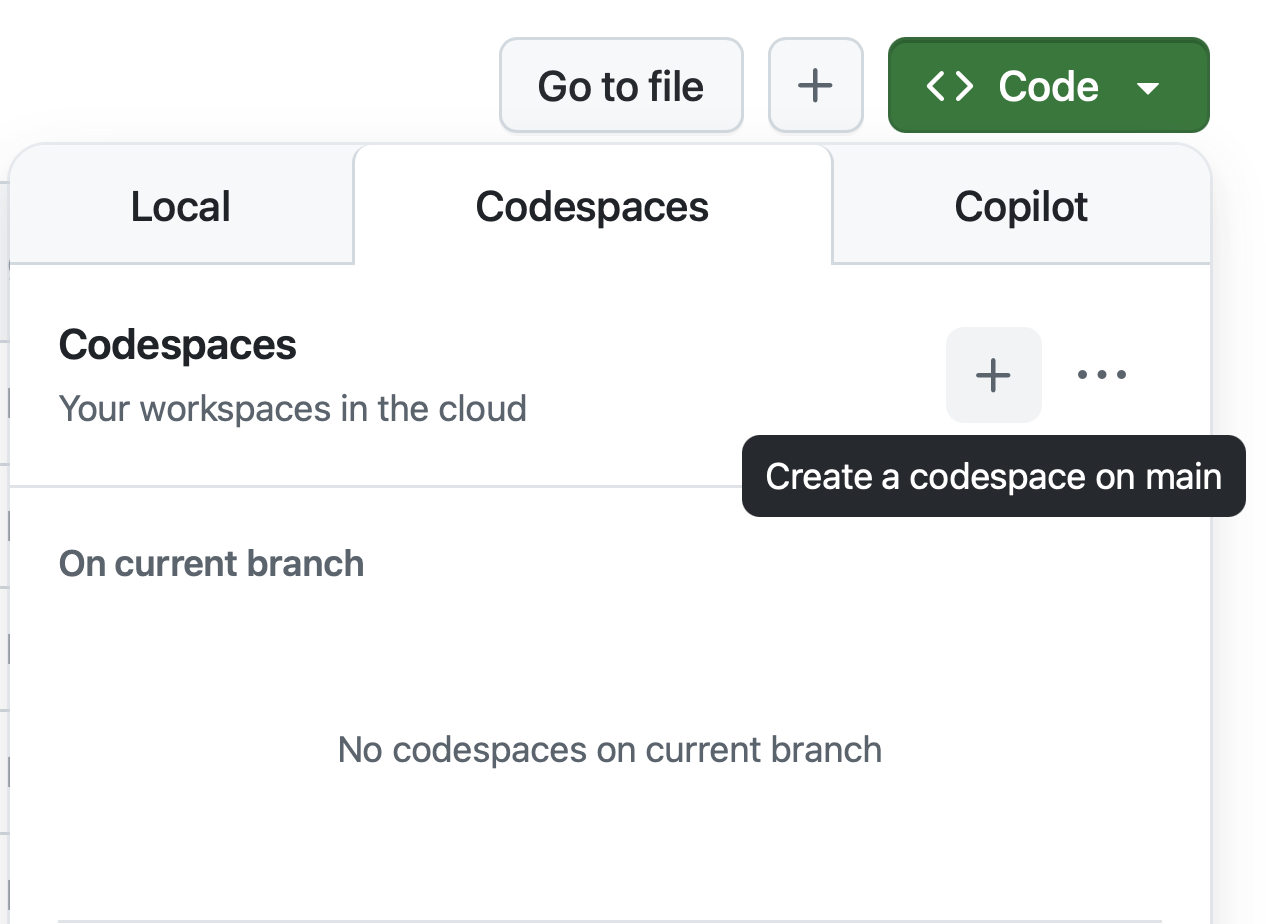 Go to file
Code
Local
Codespaces
Copilot
Codespaces
Your workspaces in the cloud
Create a codespace on main
On current branch
No codespaces on current branch